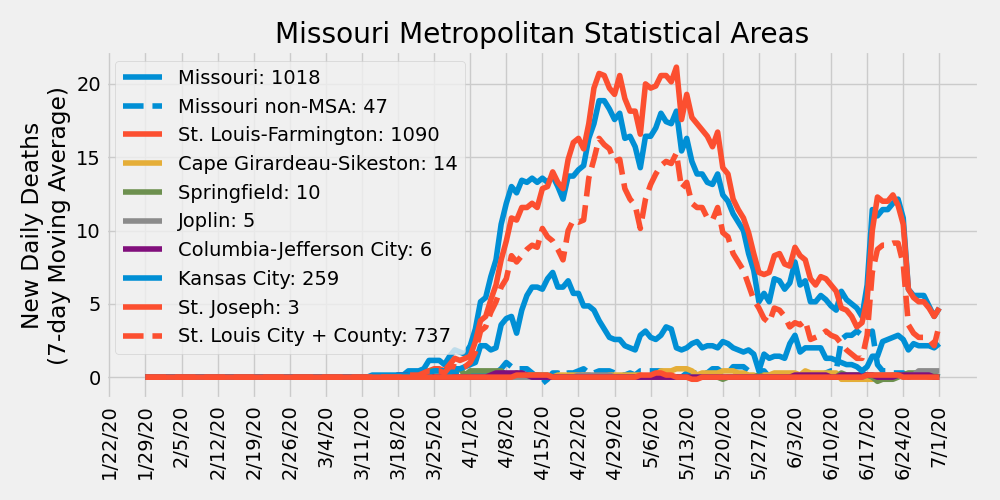 Missouri Metropolitan Statistical Areas
New Daily Deaths
(7-day Moving Average)
20
15
10
5
0
Missouri: 1018
Missouri non-MSA: 47
St. Louis-Farmington: 1090
Cape Girardeau-Sikeston: 14
Springfield: 10
Joplin: 5
Columbia-Jefferson City: 6
Kansas City: 259
St. Joseph: 3
St. Louis City + County: 737
1/22/20
1/29/20
2/5/20
2/12/20
2/19/20
2/26/20
3/4/20
3/11/20
3/18/20
3/25/20
4/1/20
4/8/20
4/15/20
4/22/20
4/29/20
5/6/20
5/13/20
5/20/20
5/27/20
6/3/20
6/10/20
6/17/20
6/24/20
7/1/20